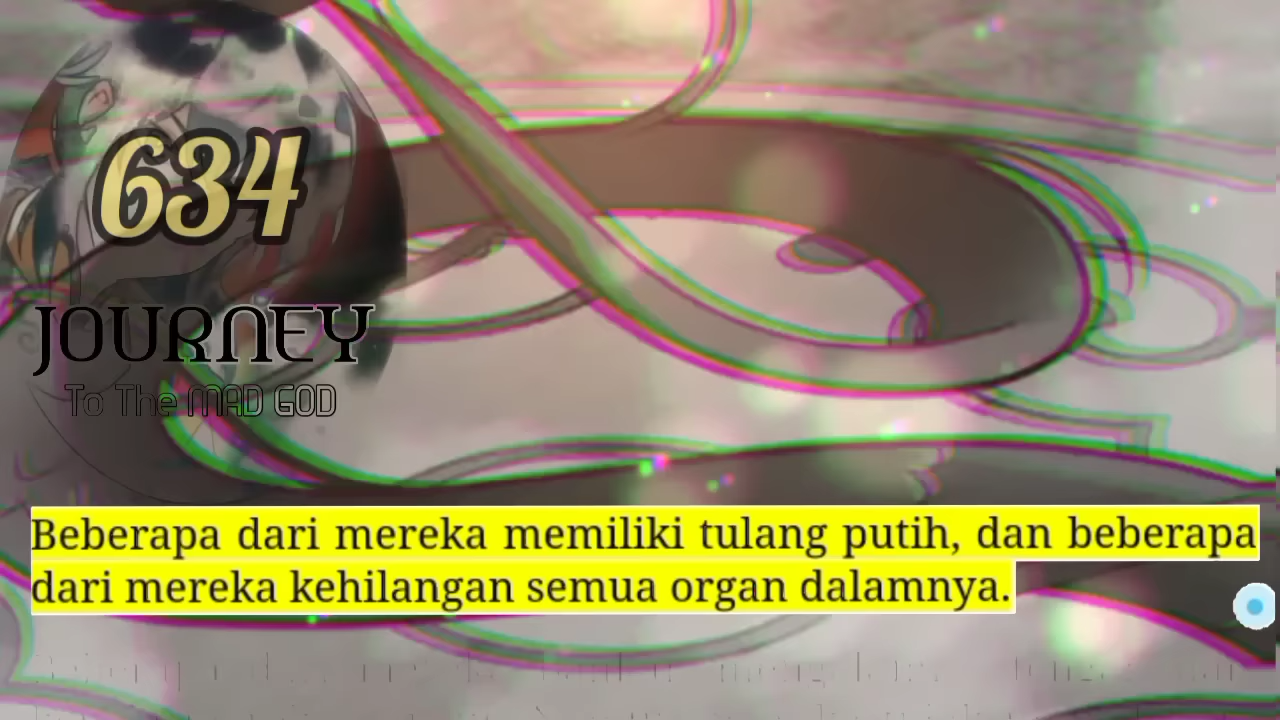 634
JOURNEY
To The MAD GOD
Beberapa dari mereka memiliki tulang putih, dan beberapa
dari mereka kehilangan semua organ dalamnya.